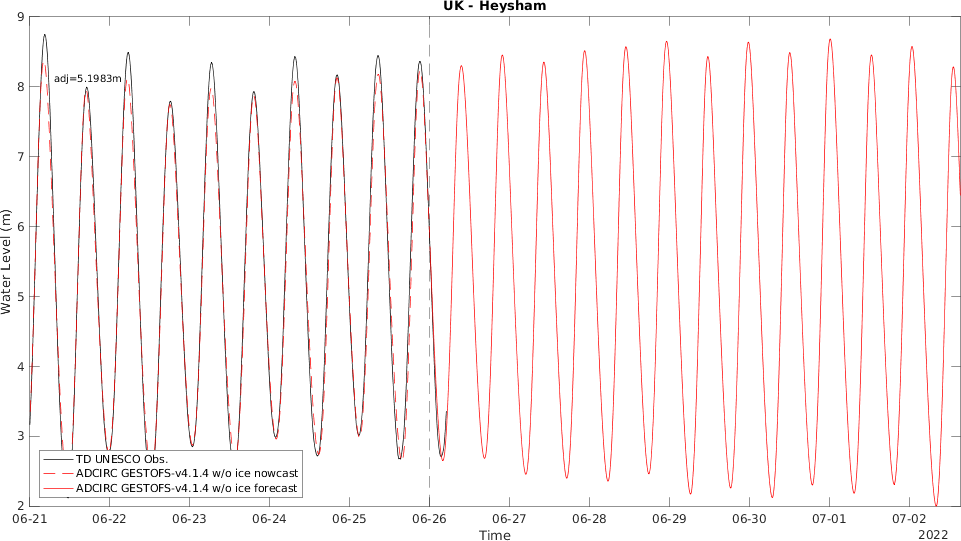 UK - Heysham
9
8
7
6
5
4
3
2
Water Level (m)
adj=5.1983m
TD UNESCO Obs.
ADCIRC GESTOFS-v4.1.4 w/o ice nowcast
ADCIRC GESTOFS-v4.1.4 w/o ice forecast
06-21 06-22 06-23 06-24 06-25 06-26 06-27 06-28 06-29 06-30 07-01 07-02
Time
2022